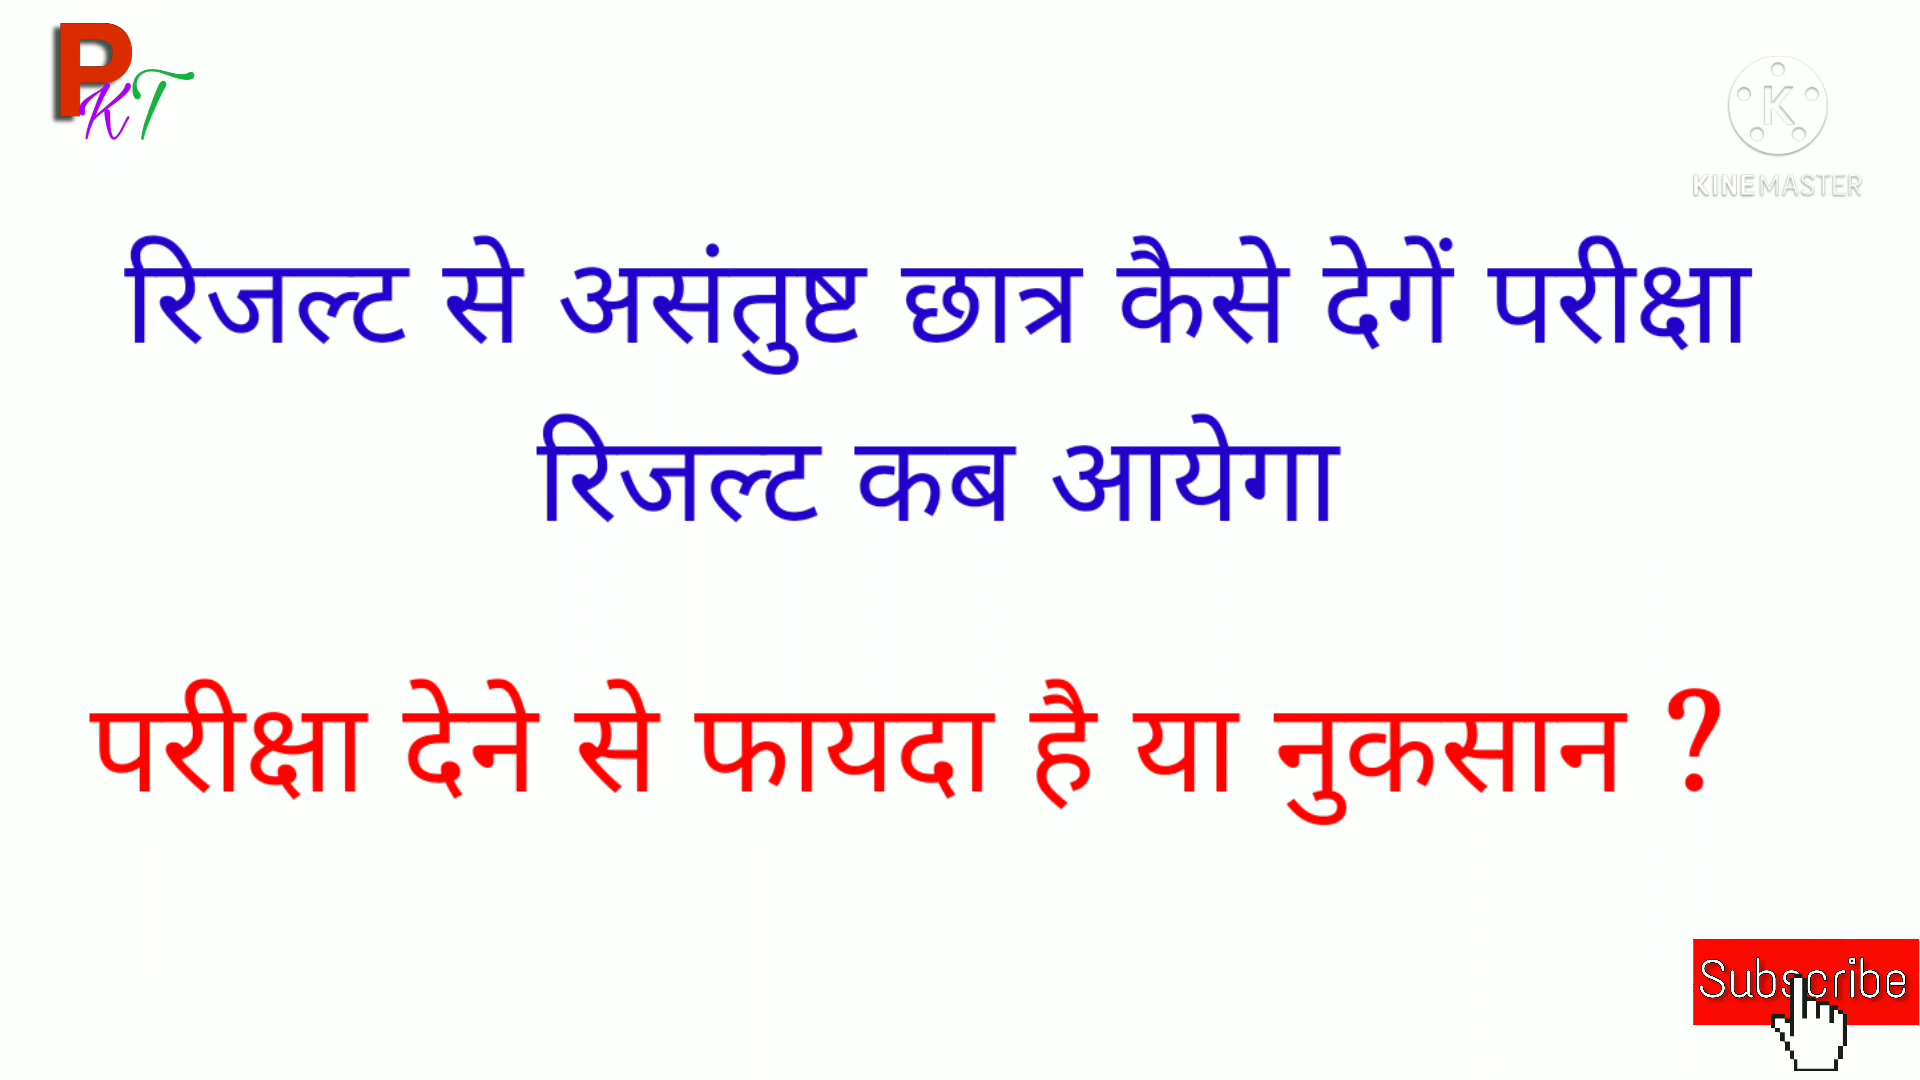 PKT
K
KINEMASTER
रिजल्ट से असंतुष्ट छात्र कैसे देगें परीक्षा
रिजल्ट कब आयेगा
परीक्षा देने से फायदा है या नुकसान ?
Subscribe